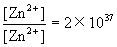 [Zn²⁺]/[Zn²⁺] = 2×10³⁷